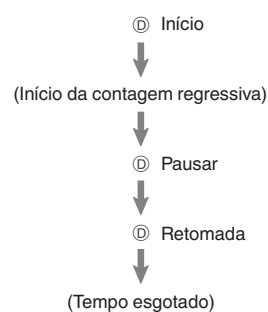 Ⓓ Início
(Início da contagem regressiva)
Ⓓ Pausar
Ⓓ Retomada
(Tempo esgotado)